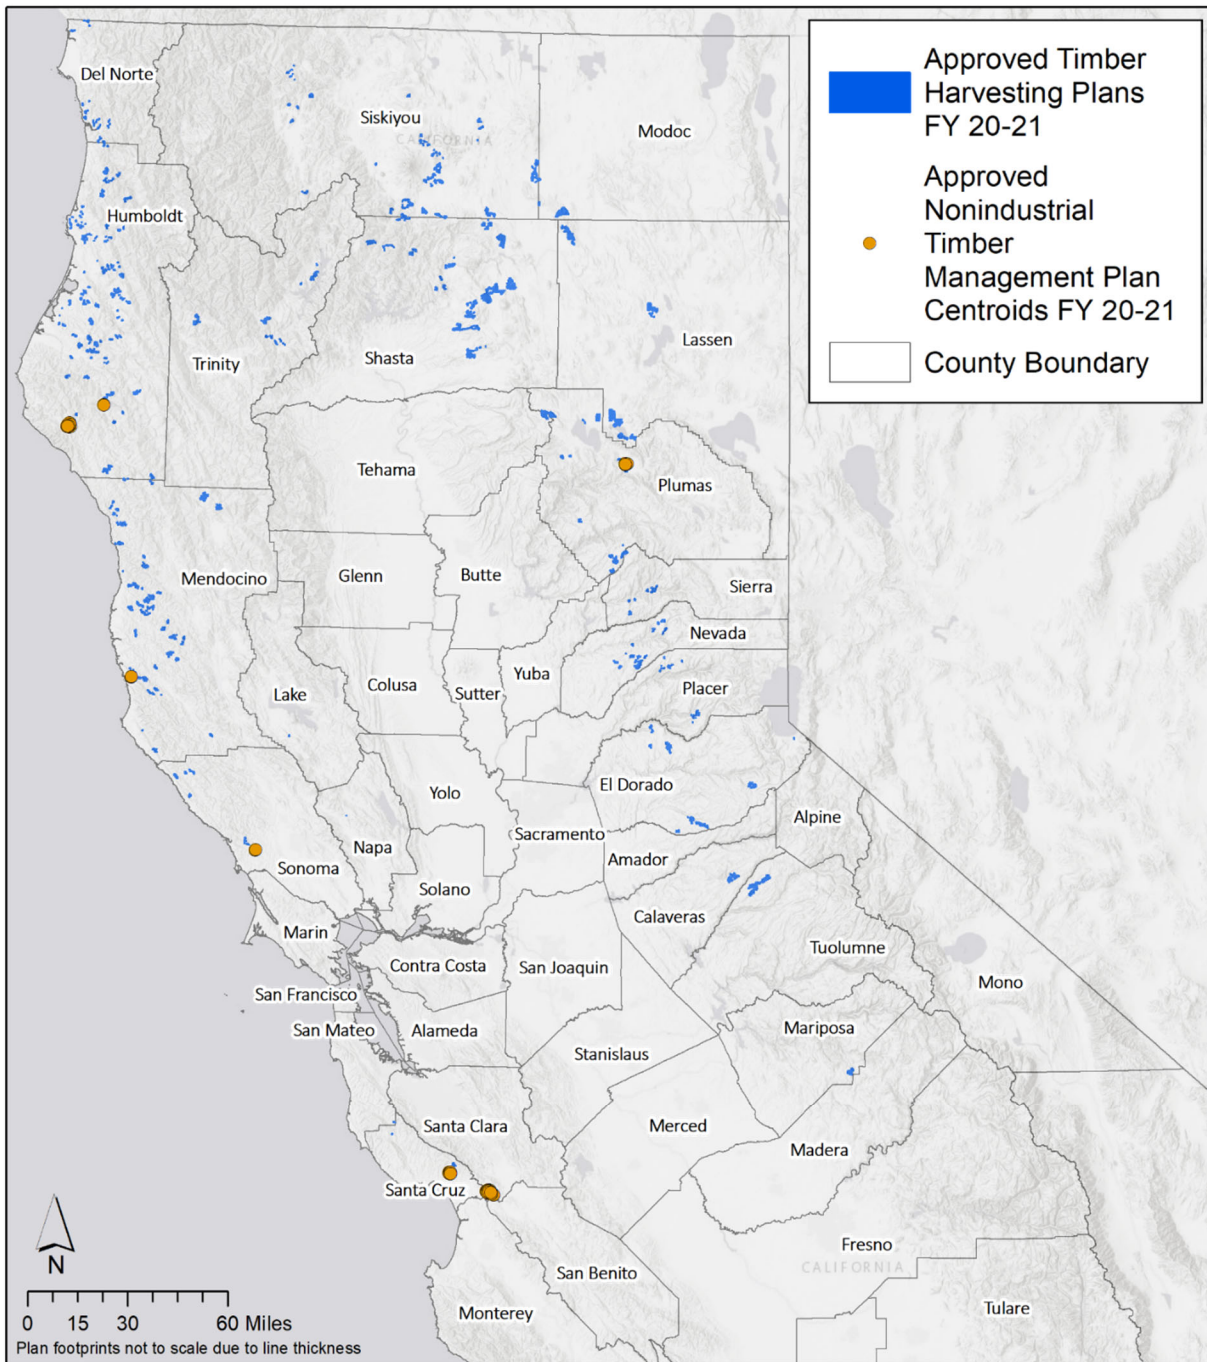 Approved Timber
Harvesting Plans
FY 20-21
Approved
Nonindustrial
Timber
Management Plan
Centroids FY 20-21
County Boundary
Del Norte
Siskiyou
CALIFORNIA
Modoc
Humboldt
Trinity
Shasta
Lassen
Tehama
Plumas
Mendocino
Glenn
Butte
Sierra
Nevada
Yuba
Lake
Colusa
Sutter
Placer
Yolo
El Dorado
Sacramento
Alpine
Napa
Amador
Sonoma
Solano
Calaveras
Marin
Tuolumne
Contra Costa
San Joaquin
Mono
San Francisco
San Mateo
Alameda
Mariposa
Stanislaus
Santa Clara
Merced
Madera
Santa Cruz
Fresno
CALIFORNIA
San Benito
Monterey
Tulare
N
0 15 30 60 Miles
Plan footprints not to scale due to line thickness